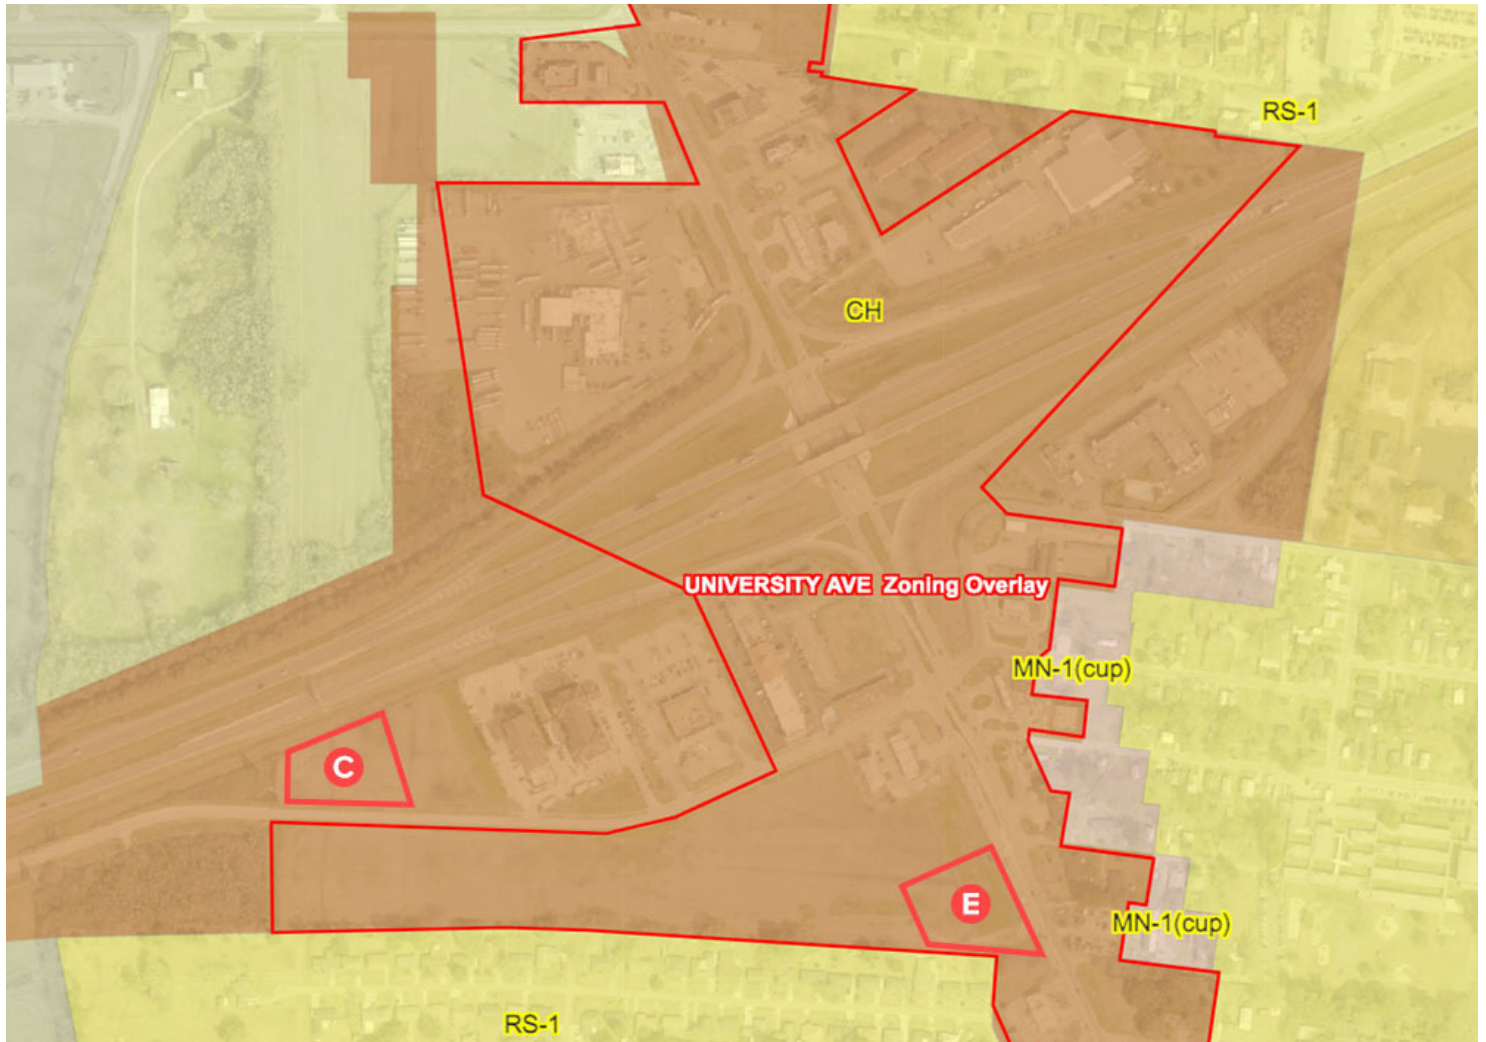 RS-1
CH
UNIVERSITY AVE Zoning Overlay
MN-1(cup)
C
E
MN-1(cup)
RS-1